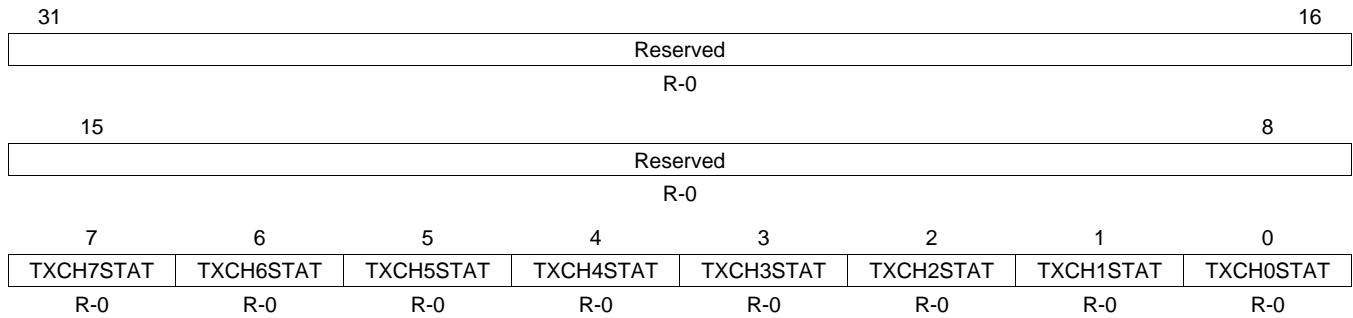 31 16
Reserved
R-0
15 8
Reserved
R-0
7 6 5 4 3 2 1 0
TXCH7STAT TXCH6STAT TXCH5STAT TXCH4STAT TXCH3STAT TXCH2STAT TXCH1STAT TXCH0STAT
R-0 R-0 R-0 R-0 R-0 R-0 R-0 R-0